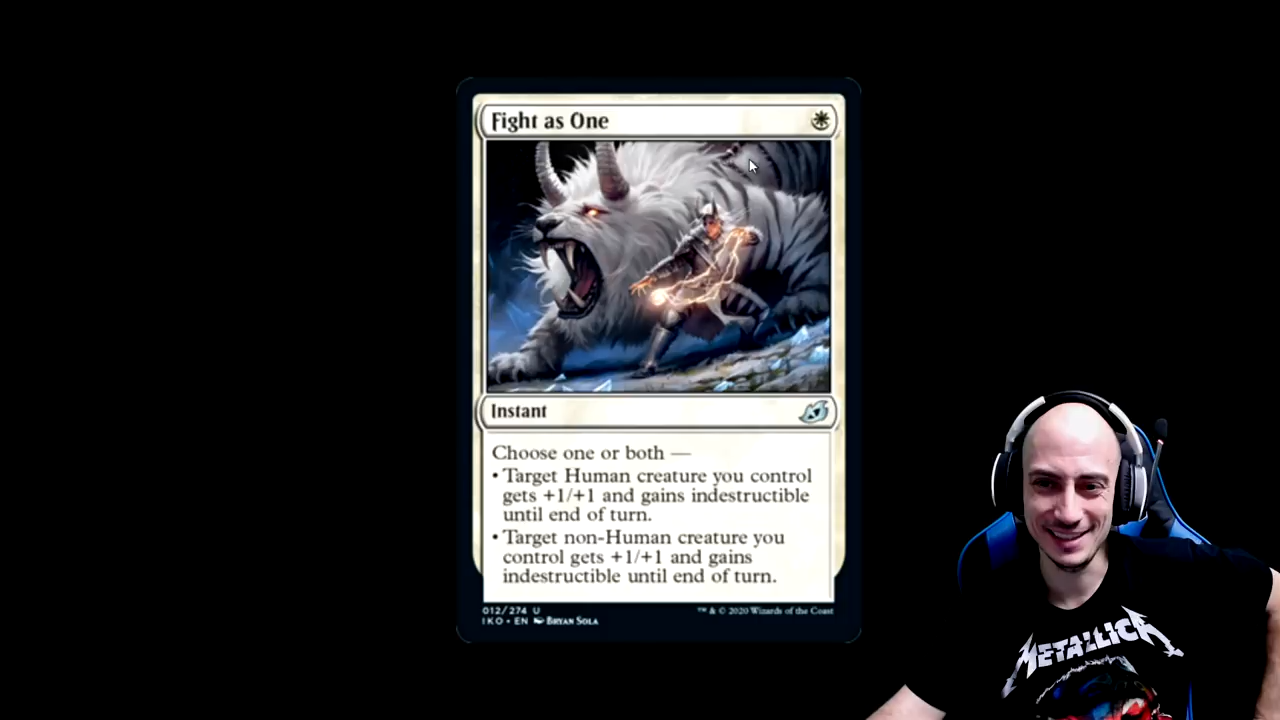 Fight as One
Instant
Choose one or both —
• Target Human creature you control
gets +1/+1 and gains indestructible
until end of turn.
• Target non-Human creature you
control gets +1/+1 and gains
indestructible until end of turn.
012/274 U
™ & © 2020 Wizards of the Coast
IKO • EN BRYAN SOLA
METALLICA